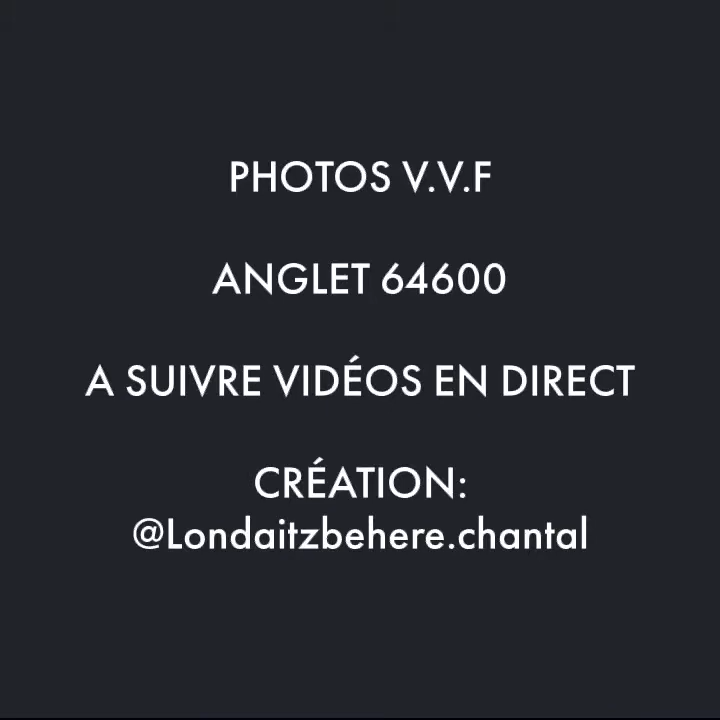 PHOTOS V.V.F
ANGLET 64600
A SUIVRE VIDÉOS EN DIRECT
CRÉATION:
@Londaitzbehere.chantal